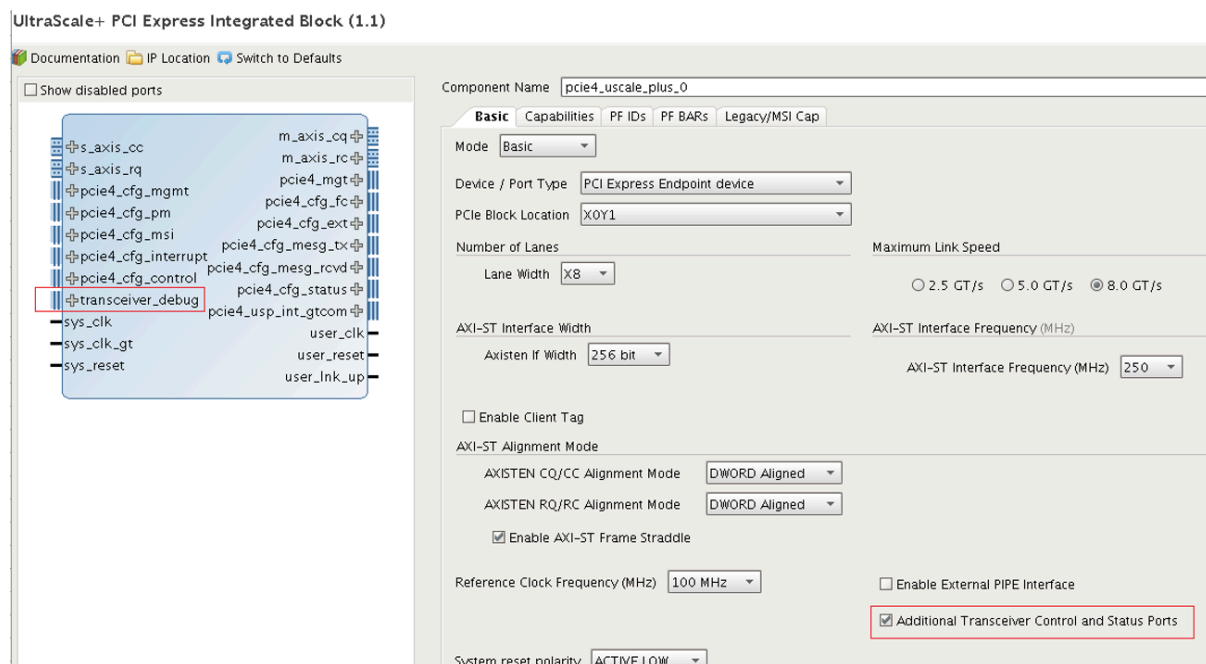 UltraScale+ PCI Express Integrated Block (1.1)
Documentation IP Location Switch to Defaults
Show disabled ports
s_axis_cc
s_axis_rq
pcie4_cfg_mgmt
pcie4_cfg_pm
pcie4_cfg_msi
pcie4_cfg_interrupt
pcie4_cfg_control
transceiver_debug
sys_clk
sys_clk_gt
sys_reset
m_axis_cq
m_axis_rc
pcie4_mgt
pcie4_cfg_fc
pcie4_cfg_ext
pcie4_cfg_mesg_tx
pcie4_cfg_mesg_rcvd
pcie4_cfg_status
pcie4_usp_int_gtcom
user_clk
user_reset
user_lnk_up
Component Name pcie4_uscale_plus_0
Basic Capabilities PF IDs PF BARs Legacy/MSI Cap
Mode Basic
Device / Port Type PCI Express Endpoint device
PCIe Block Location X0Y1
Number of Lanes
Lane Width X8
Maximum Link Speed
2.5 GT/s 5.0 GT/s 8.0 GT/s
AXI-ST Interface Width
Axisten If Width 256 bit
AXI-ST Interface Frequency (MHz)
AXI-ST Interface Frequency (MHz) 250
Enable Client Tag
AXI-ST Alignment Mode
AXISTEN CQ/CC Alignment Mode DWORD Aligned
AXISTEN RQ/RC Alignment Mode DWORD Aligned
Enable AXI-ST Frame Straddle
Reference Clock Frequency (MHz) 100 MHz
Enable External PIPE Interface
Additional Transceiver Control and Status Ports
System reset polarity ACTIVE LOW